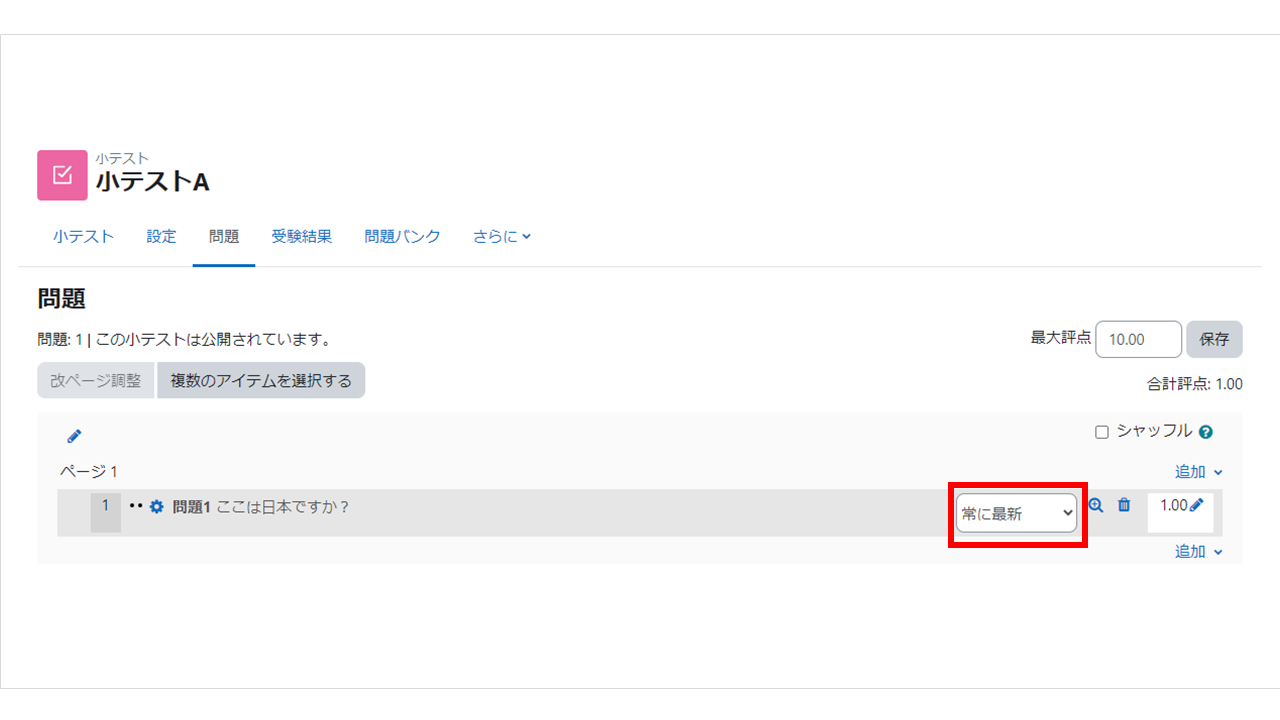 小テスト
小テストA
小テスト 設定 問題 受験結果 問題バンク さらに
問題
問題: 1 | この小テストは公開されています。
最大評点 10.00 保存
改ページ調整 複数のアイテムを選択する
合計評点: 1.00
シャッフル ?
ページ 1
追加
1 問題1 ここは日本ですか？ 常に最新 1.00
追加